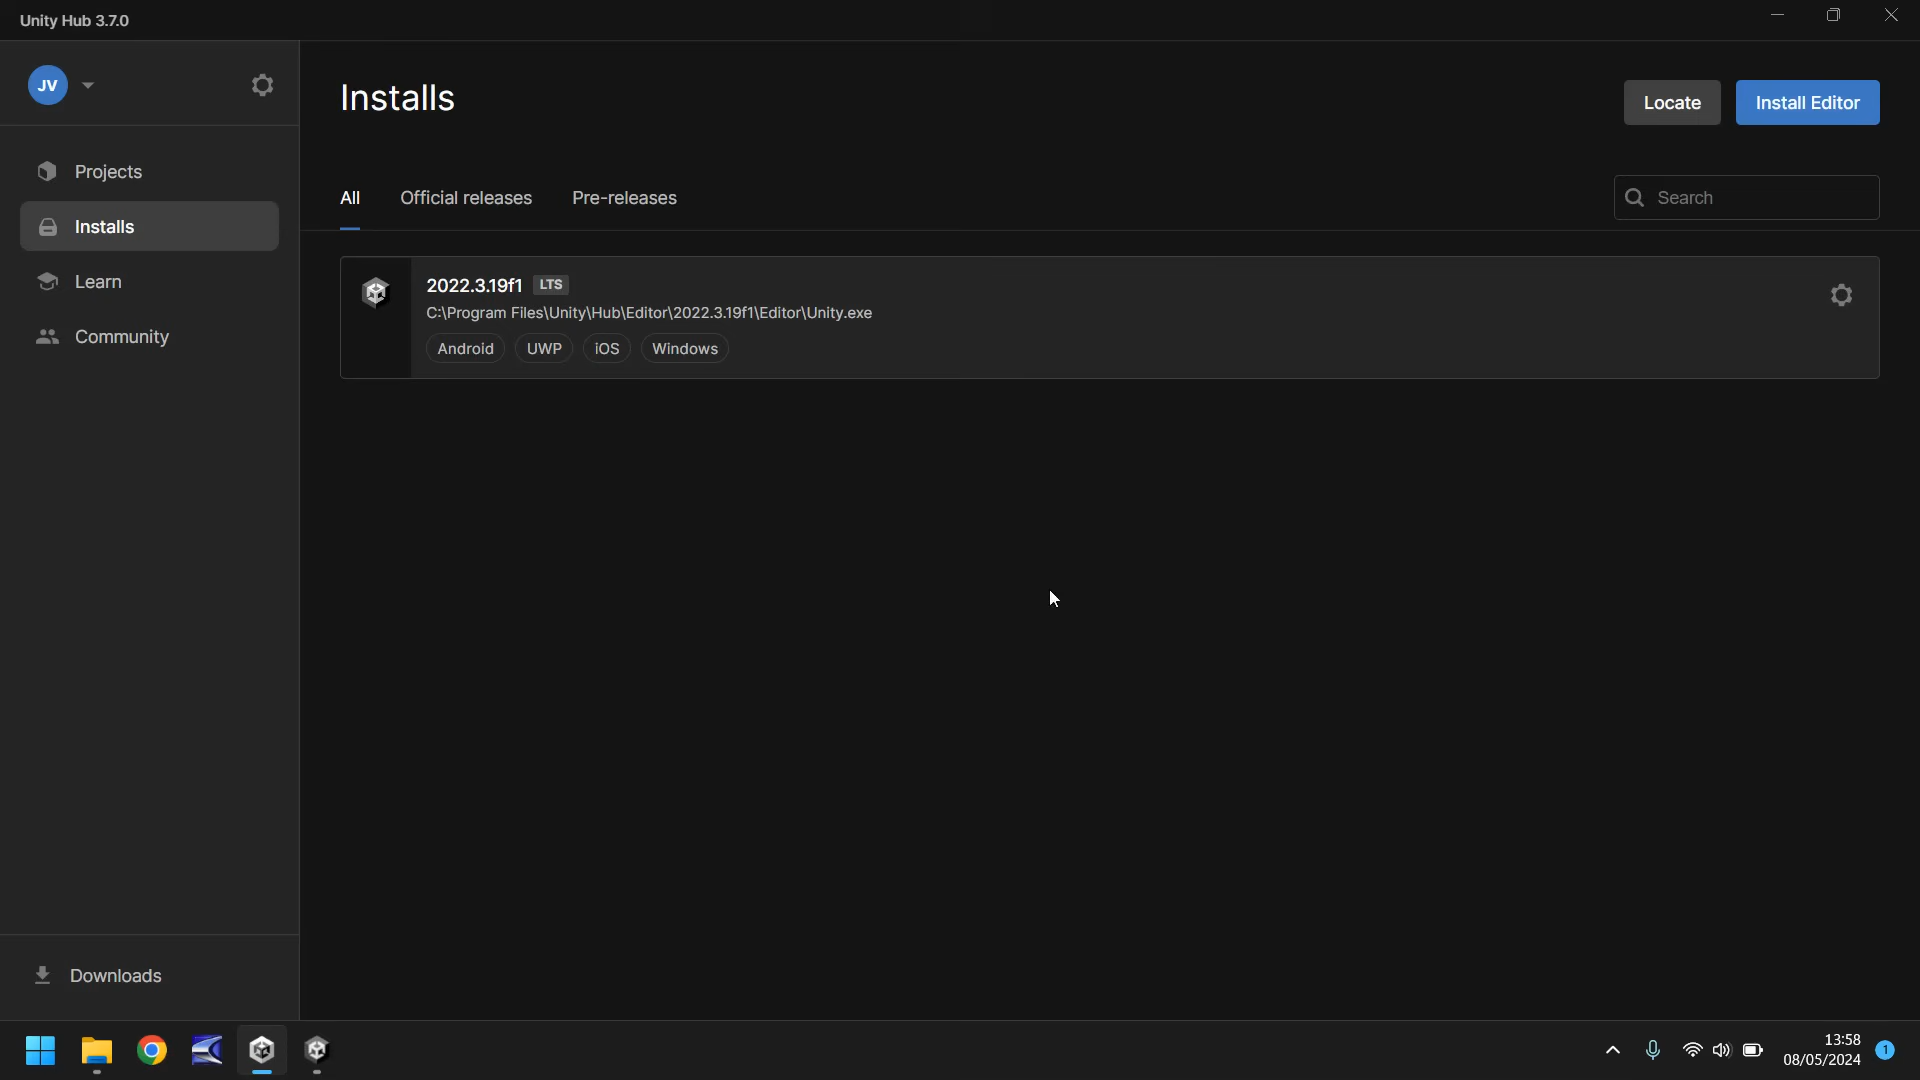 Unity Hub 3.7.0
JV
Projects
Installs
Learn
Community
Downloads
Installs
Locate
Install Editor
All
Official releases
Pre-releases
Search
2022.3.19f1 LTS
C:\Program Files\Unity\Hub\Editor\2022.3.19f1\Editor\Unity.exe
Android UWP iOS Windows
13:58
08/05/2024
1